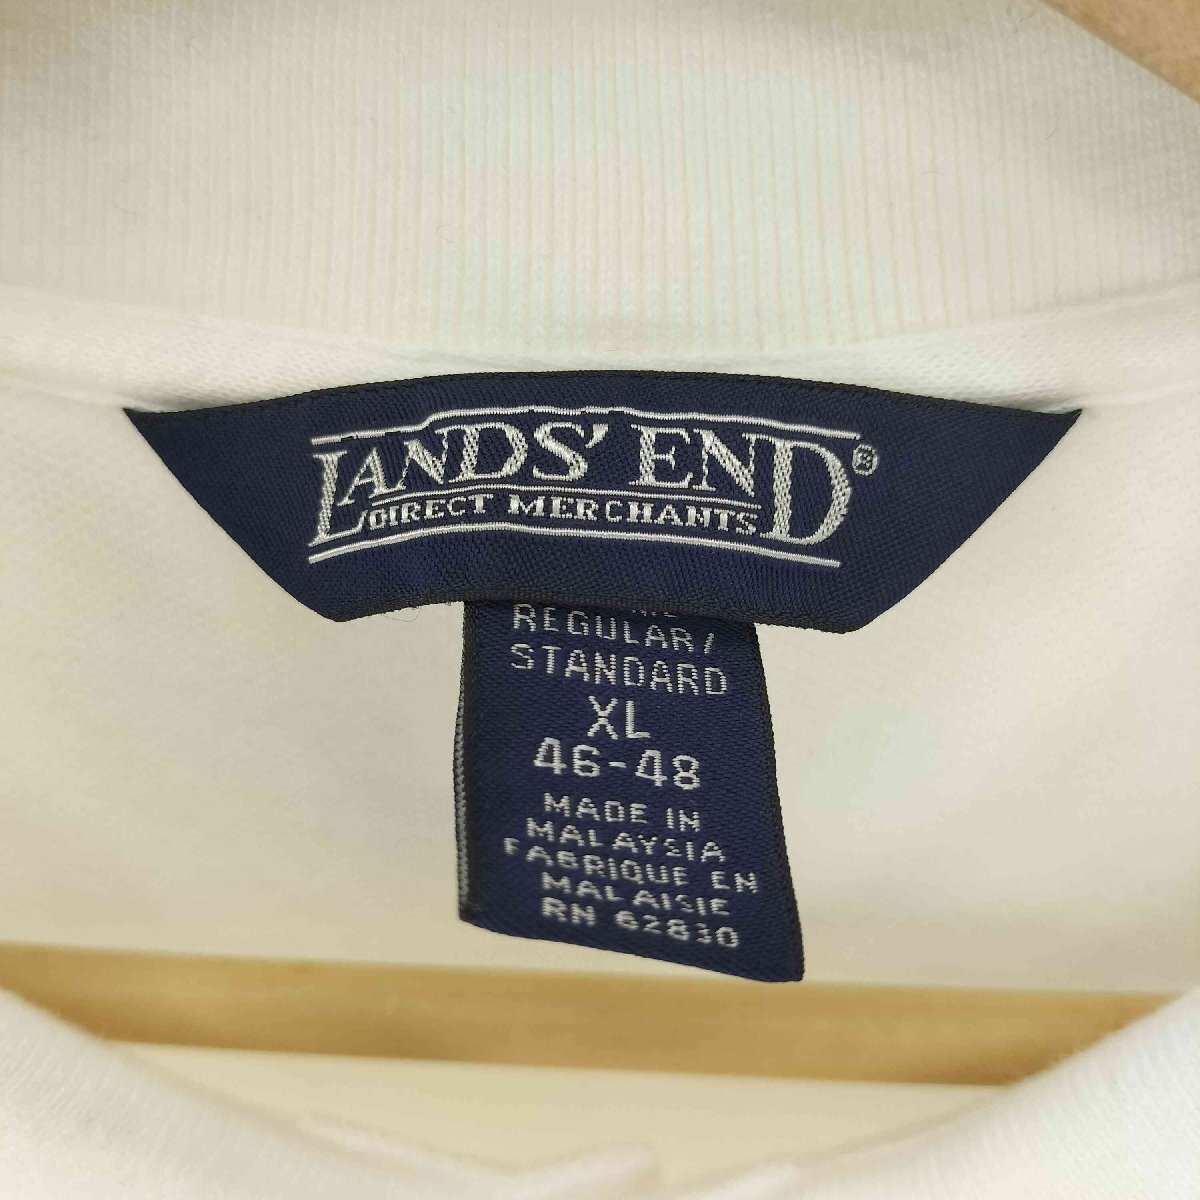 LANDS' END®
DIRECT MERCHANTS
REGULAR/
STANDARD
XL
46-48
MADE IN
MALAYSIA
FABRIQUE EN
MALAISIE
RN 62830